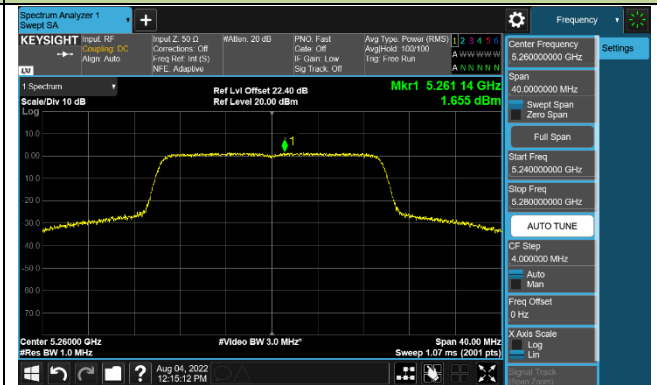 Spectrum Analyzer 1
Swept SA
Frequency
KEYSIGHT
Input: RF
Coupling: DC
Align: Auto
Input Z: 50 Ω
Corrections: Off
Freq Ref: Int (S)
NFE: Adaptive
#Atten: 20 dB
PNO: Fast
Gate: Off
IF Gain: Low
Sig Track: Off
Avg Type: Power (RMS)
Avg|Hold: 100/100
Trig: Free Run
1 2 3 4 5 6
A W W W W W
A N N N N N
LXI
1 Spectrum
Scale/Div 10 dB
Log
Ref Lvl Offset 22.40 dB
Ref Level 20.00 dBm
Mkr1 5.261 14 GHz
1.655 dBm
1
10.0
0.00
10.0
20.0
30.0
40.0
50.0
60.0
70.0
Center 5.26000 GHz
#Res BW 1.0 MHz
#Video BW 3.0 MHz*
Span 40.00 MHz
Sweep 1.07 ms (2001 pts)
Center Frequency
5.260000000 GHz
Span
40.0000000 MHz
Swept Span
Zero Span
Full Span
Start Freq
5.240000000 GHz
Stop Freq
5.280000000 GHz
AUTO TUNE
CF Step
4.000000 MHz
Auto
Man
Freq Offset
0 Hz
X Axis Scale
Log
Lin
Signal Track
(Span Zoom)
Settings
?
Aug 04, 2022
12:15:12 PM